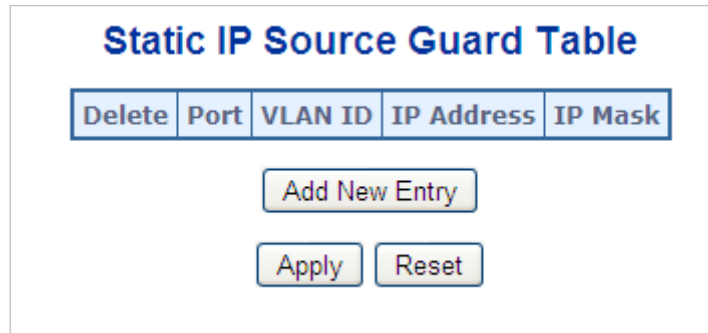 Static IP Source Guard Table
Delete Port VLAN ID IP Address IP Mask
Add New Entry
Apply Reset